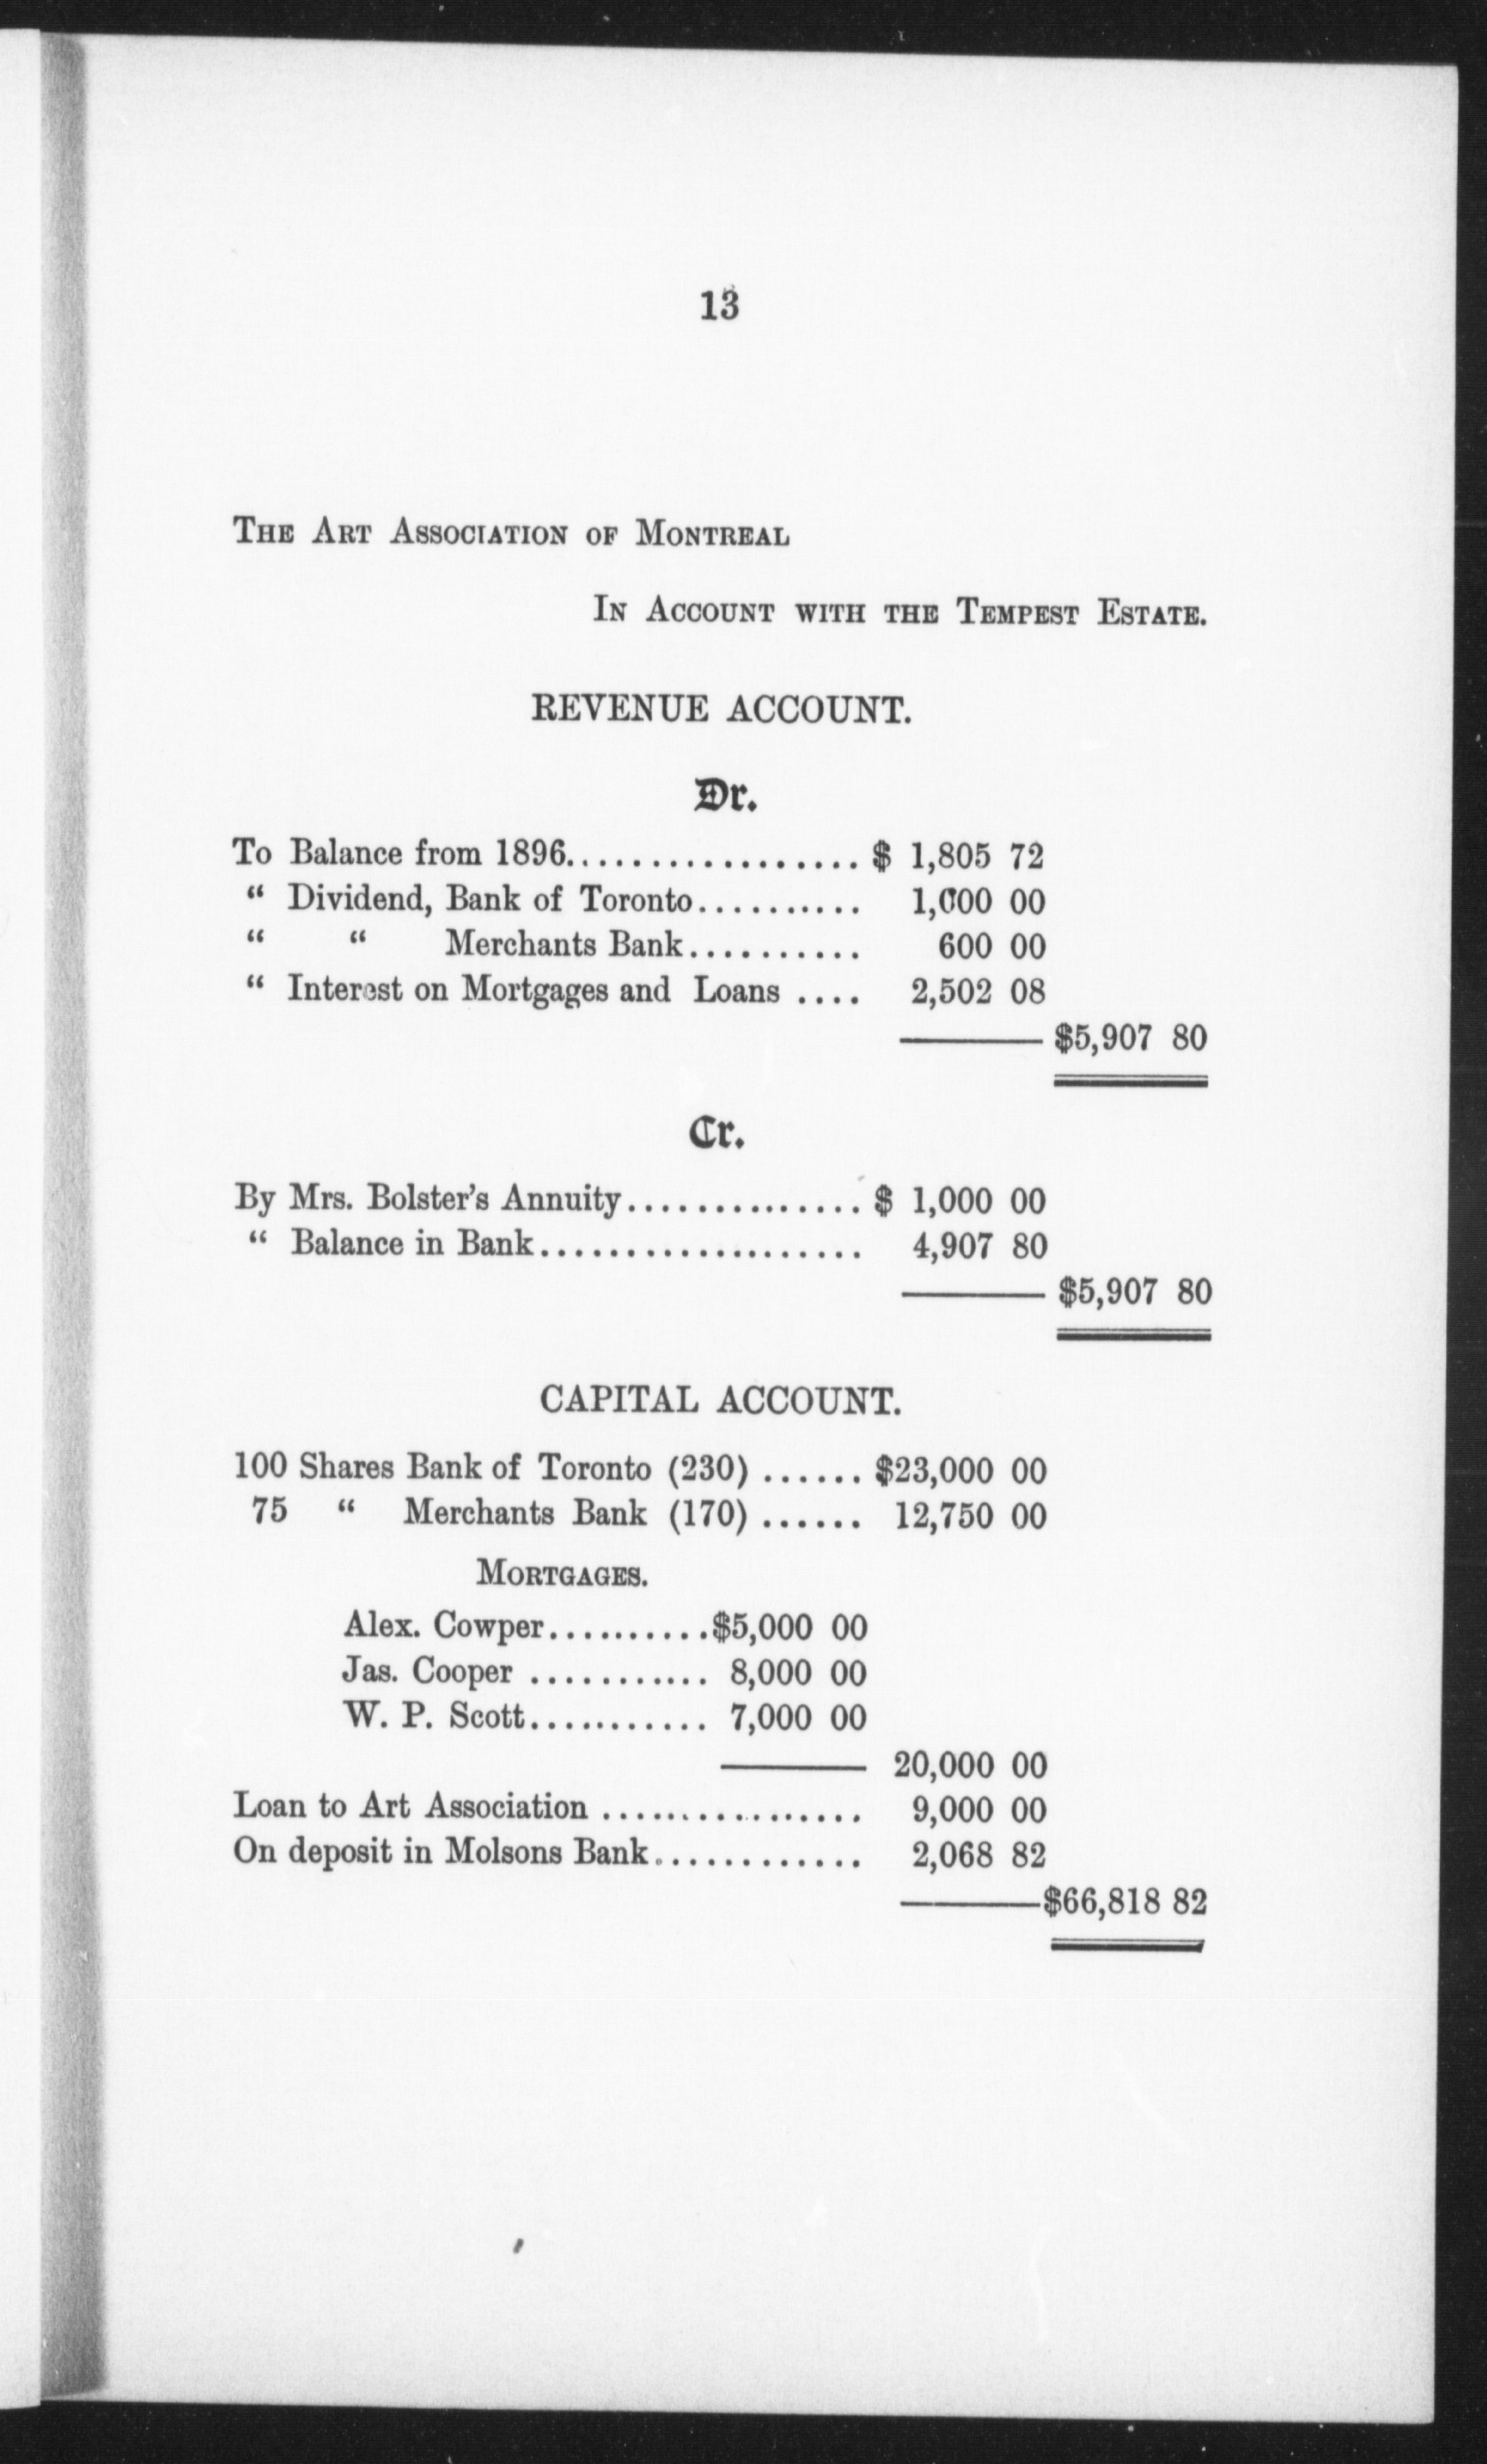 13
THE ART ASSOCIATION OF MONTREAL
IN ACCOUNT WITH THE TEMPEST ESTATE.
REVENUE ACCOUNT.
Dr.
To Balance from 1896.................. $ 1,805 72
“ Dividend, Bank of Toronto.......... 1,000 00
“ “ Merchants Bank.......... 600 00
“ Interest on Mortgages and Loans .... 2,502 08
$5,907 80
Cr.
By Mrs. Bolster's Annuity.............. $ 1,000 00
“ Balance in Bank................... 4,907 80
$5,907 80
CAPITAL ACCOUNT.
100 Shares Bank of Toronto (230) ...... $23,000 00
75 “ Merchants Bank (170) ...... 12,750 00
MORTGAGES.
Alex. Cowper..........$5,000 00
Jas. Cooper ........... 8,000 00
W. P. Scott........... 7,000 00
20,000 00
Loan to Art Association ................ 9,000 00
On deposit in Molsons Bank............. 2,068 82
$66,818 82